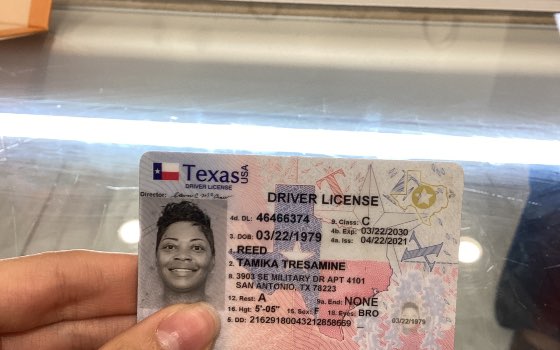 Texas USA
DRIVER LICENSE
Director:
DRIVER LICENSE
4d. DL: 46466374 9. Class: C
4b. Exp: 03/22/2030
3. DOB: 03/22/1979 4a. Iss: 04/22/2021
1. REED
2. TAMIKA TRESAMINE
8. 3903 SE MILITARY DR APT 4101
SAN ANTONIO, TX 78223
12. Rest: A 9a. End: NONE
16. Hgt: 5'-05" 15. Sex: F 18. Eyes: BRO
5. DD: 21629180043212858669
03/22/1979